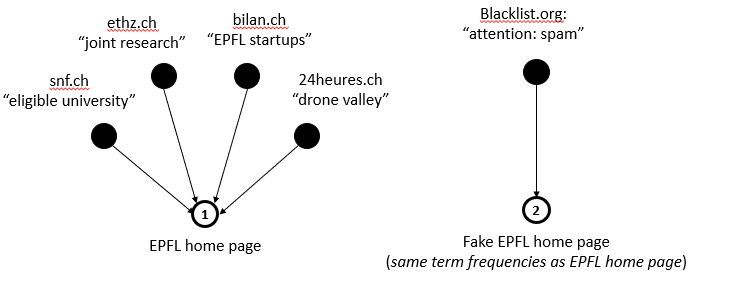 ethz.ch
“joint research”
bilan.ch
“EPFL startups”
snf.ch
“eligible university”
24heures.ch
“drone valley”
1
EPFL home page
Blacklist.org:
“attention: spam”
2
Fake EPFL home page
(same term frequencies as EPFL home page)